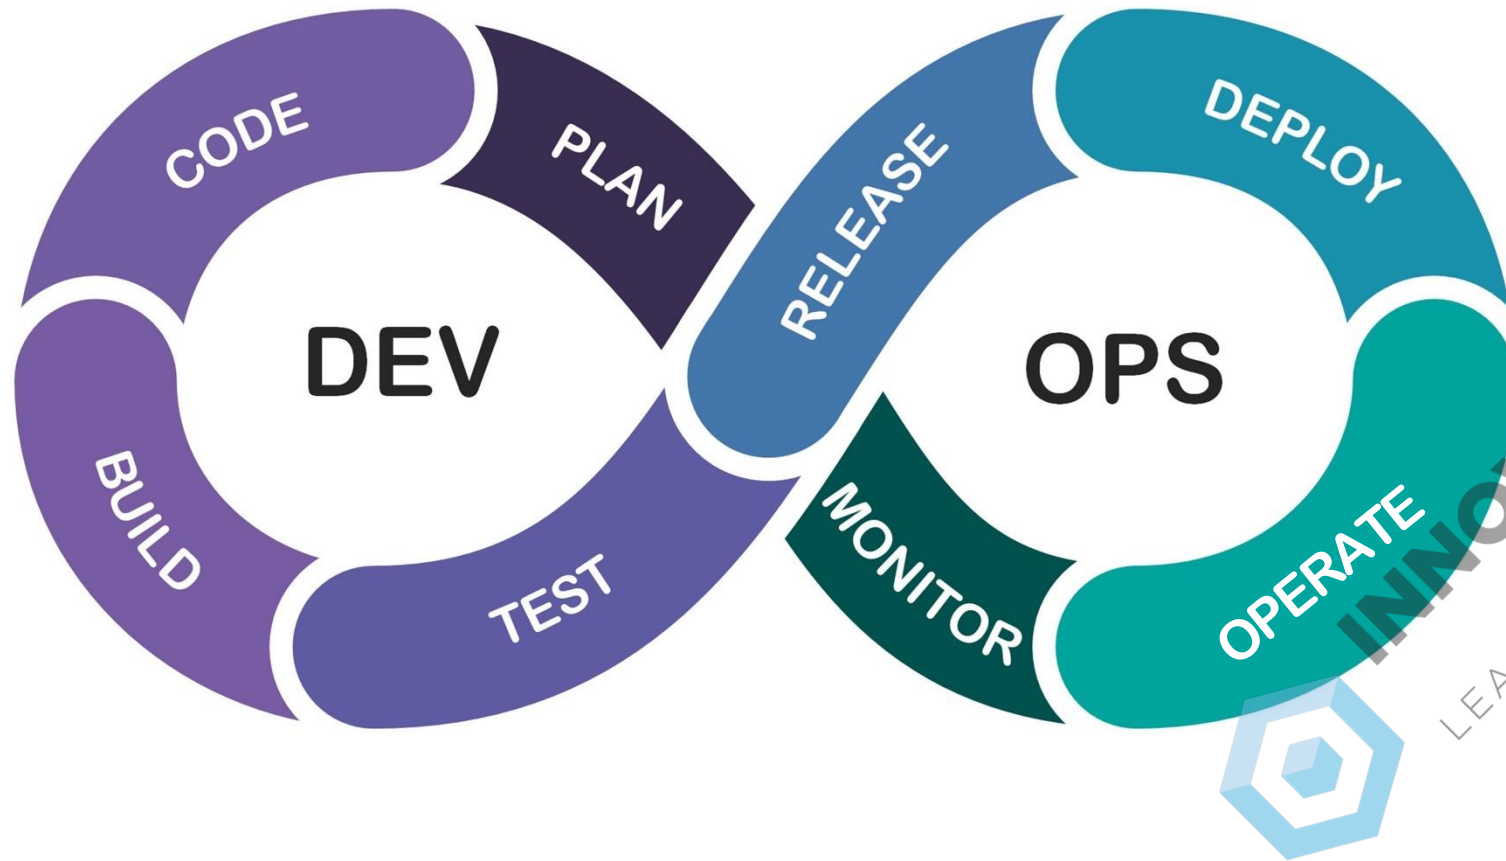 PLAN
CODE
BUILD
TEST
DEV
RELEASE
DEPLOY
OPERATE
MONITOR
OPS